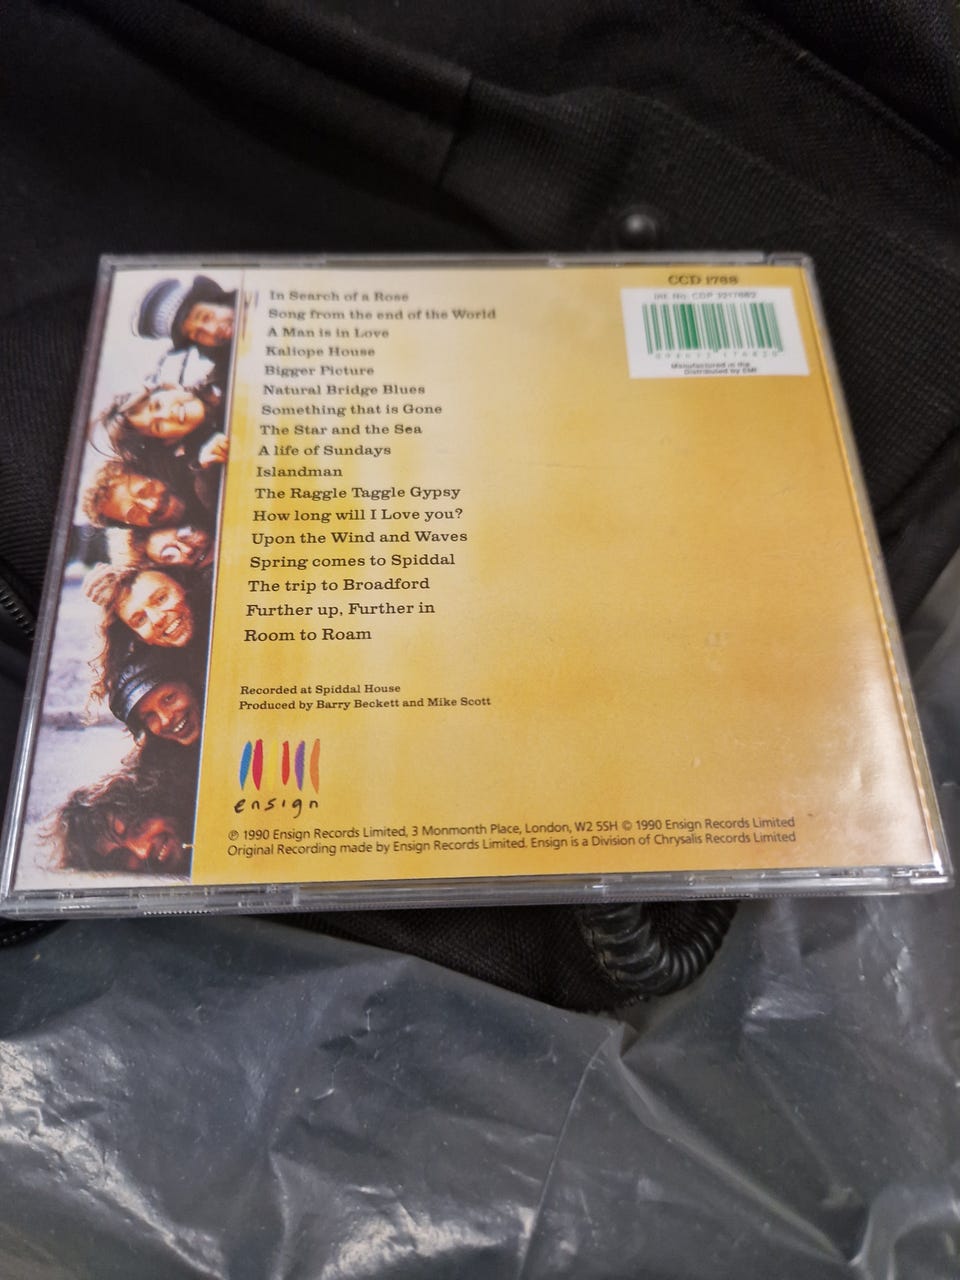 CCD 1768
In Search of a Rose
Song from the end of the World
A Man is in Love
Kaliope House
Bigger Picture
Natural Bridge Blues
Something that is Gone
The Star and the Sea
A life of Sundays
Islandman
The Raggle Taggle Gypsy
How long will I Love you?
Upon the Wind and Waves
Spring comes to Spiddal
The trip to Broadford
Further up, Further in
Room to Roam
Manufactured in the
Distributed by EMI
Recorded at Spiddal House
Produced by Barry Beckett and Mike Scott
ensign
℗ 1990 Ensign Records Limited, 3 Monmonth Place, London, W2 5SH © 1990 Ensign Records Limited
Original Recording made by Ensign Records Limited. Ensign is a Division of Chrysalis Records Limited